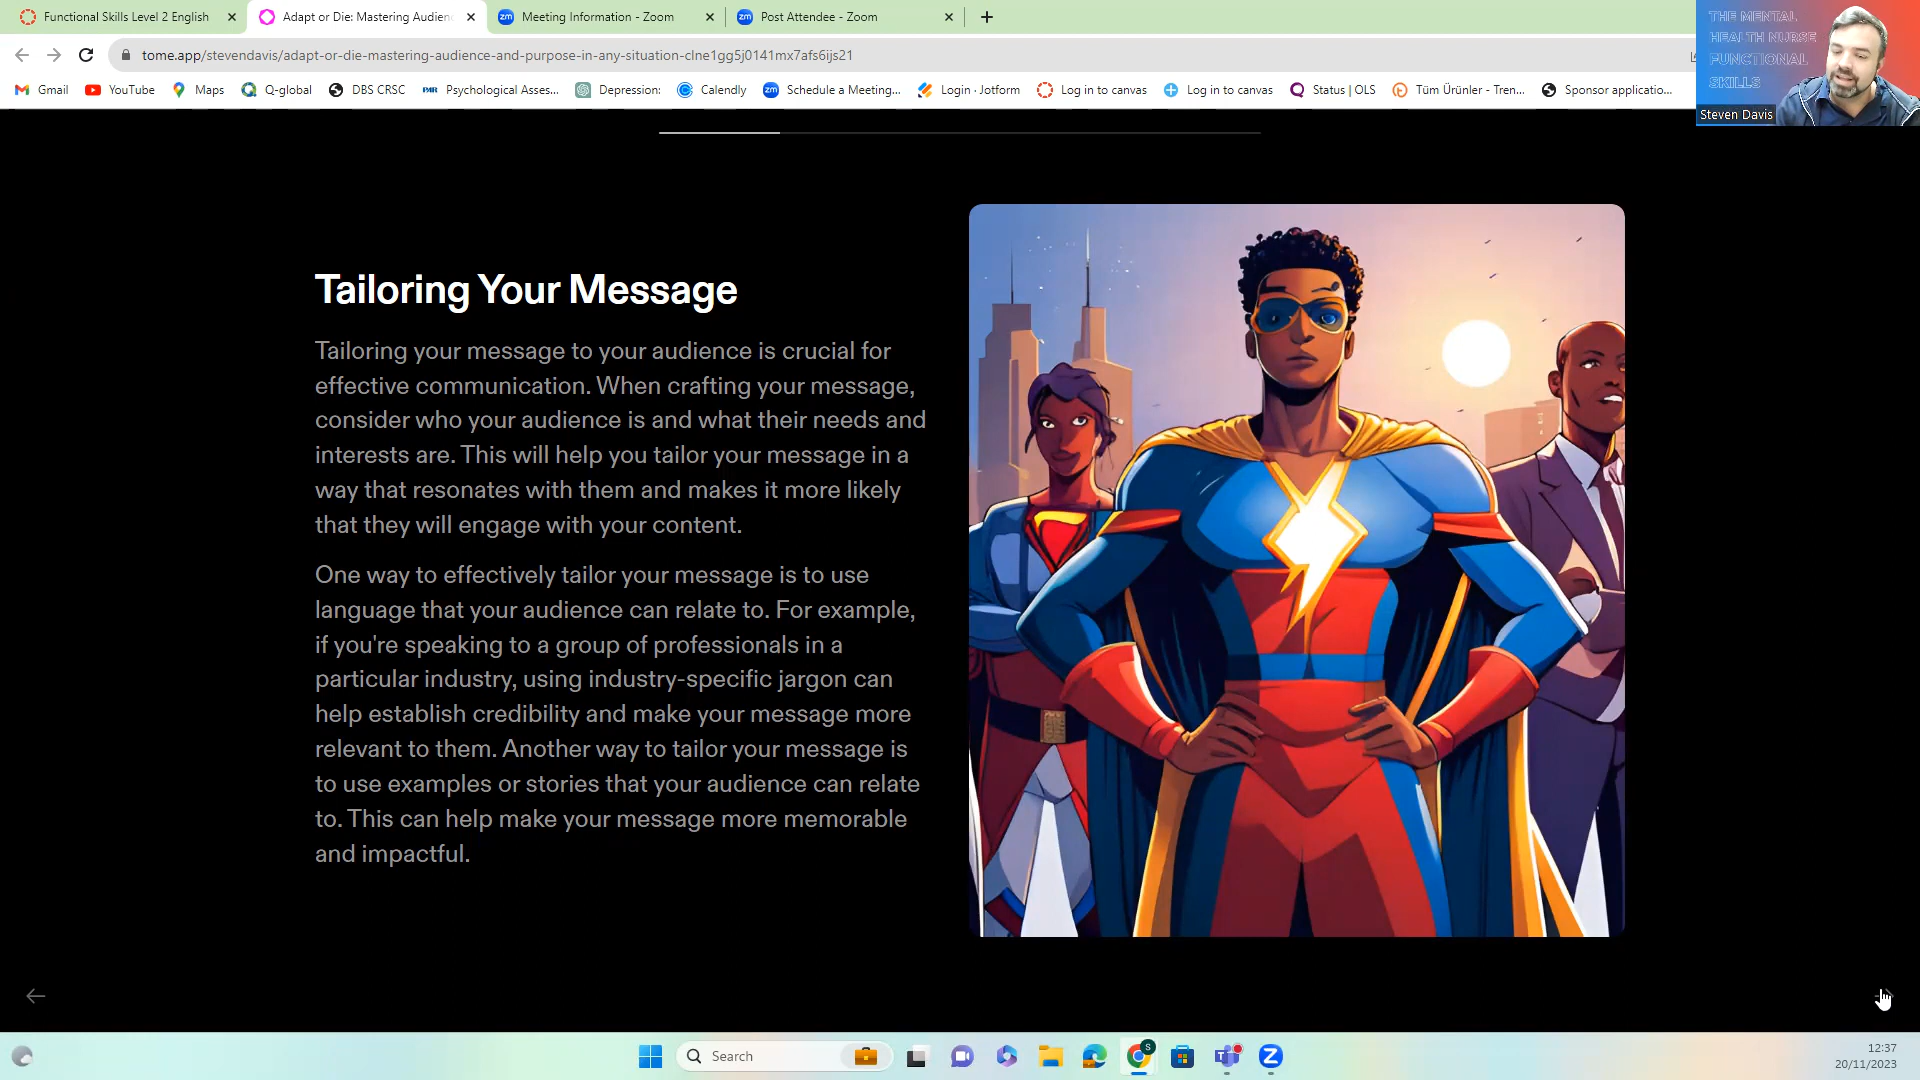 Functional Skills Level 2 English
Adapt or Die: Mastering Audien
Meeting Information - Zoom
Post Attendee - Zoom
tome.app/stevendavis/adapt-or-die-mastering-audience-and-purpose-in-any-situation-clne1gg5j0141mx7afs6ijs21
Gmail
YouTube
Maps
Q-global
DBS CRSC
Psychological Asses...
Depression:
Calendly
Schedule a Meeting...
Login · Jotform
Log in to canvas
Log in to canvas
Status | OLS
Tüm Ürünler - Tren...
Sponsor applicatio...
THE MENTAL
HEALTH NURSE
FUNCTIONAL
SKILLS
Steven Davis
Tailoring Your Message
Tailoring your message to your audience is crucial for
effective communication. When crafting your message,
consider who your audience is and what their needs and
interests are. This will help you tailor your message in a
way that resonates with them and makes it more likely
that they will engage with your content.
One way to effectively tailor your message is to use
language that your audience can relate to. For example,
if you're speaking to a group of professionals in a
particular industry, using industry-specific jargon can
help establish credibility and make your message more
relevant to them. Another way to tailor your message is
to use examples or stories that your audience can relate
to. This can help make your message more memorable
and impactful.
Search
12:37
20/11/2023